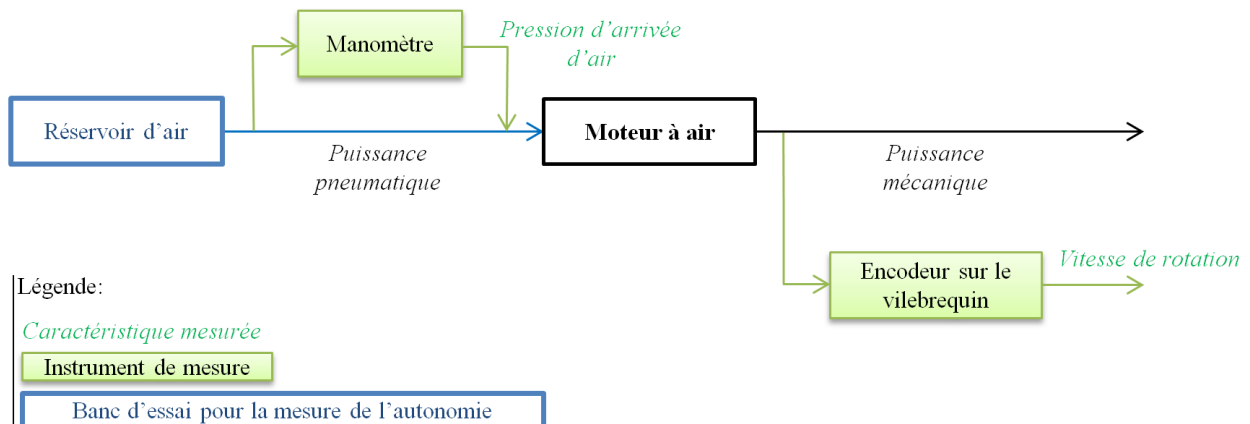 Manomètre
Pression d'arrivée
d'air
Réservoir d'air
Moteur à air
Puissance
pneumatique
Puissance
mécanique
Encodeur sur le
vilebrequin
Vitesse de rotation
Légende:
Caractéristique mesurée
Instrument de mesure
Banc d'essai pour la mesure de l'autonomie